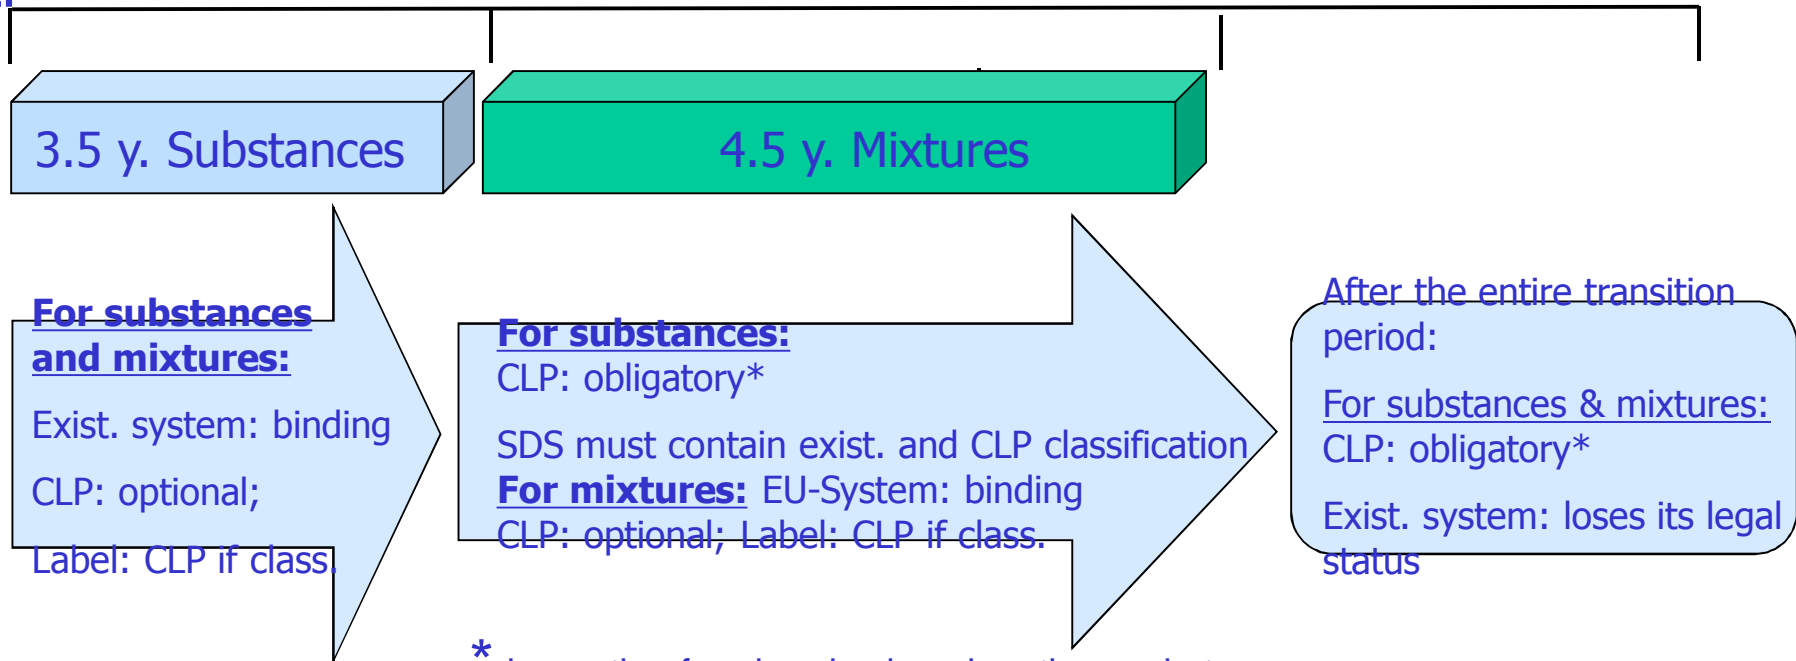 3.5 y. Substances
4.5 y. Mixtures
For substances
and mixtures:
Exist. system: binding
CLP: optional;
Label: CLP if class.
For substances:
CLP: obligatory*
SDS must contain exist. and CLP classification
For mixtures: EU-System: binding
CLP: optional; Label: CLP if class.
After the entire transition
period:
For substances & mixtures:
CLP: obligatory*
Exist. system: loses its legal
status
*